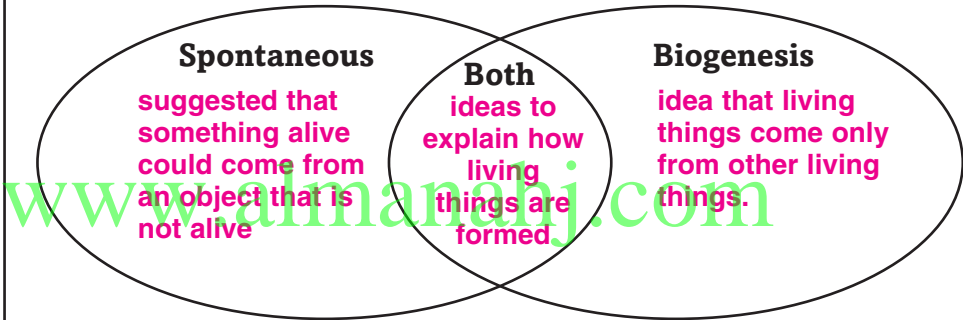 Spontaneous
suggested that
something alive
could come from
an object that is
not alive
Both
ideas to
explain how
living
things are
formed
Biogenesis
idea that living
things come only
from other living
things.
www.almanahj.com